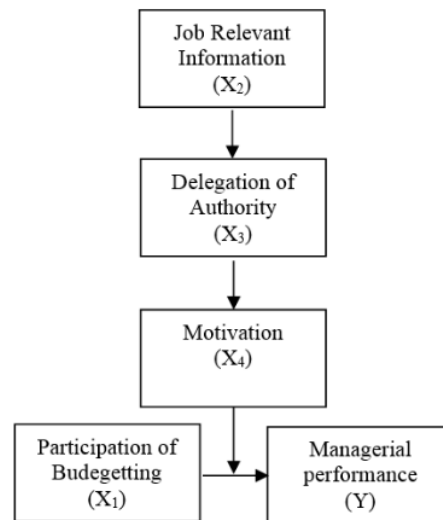 Job Relevant
Information
(X₂)
Delegation of
Authority
(X₃)
Motivation
(X₄)
Participation of
Budegetting
(X₁)
Managerial
performance
(Y)